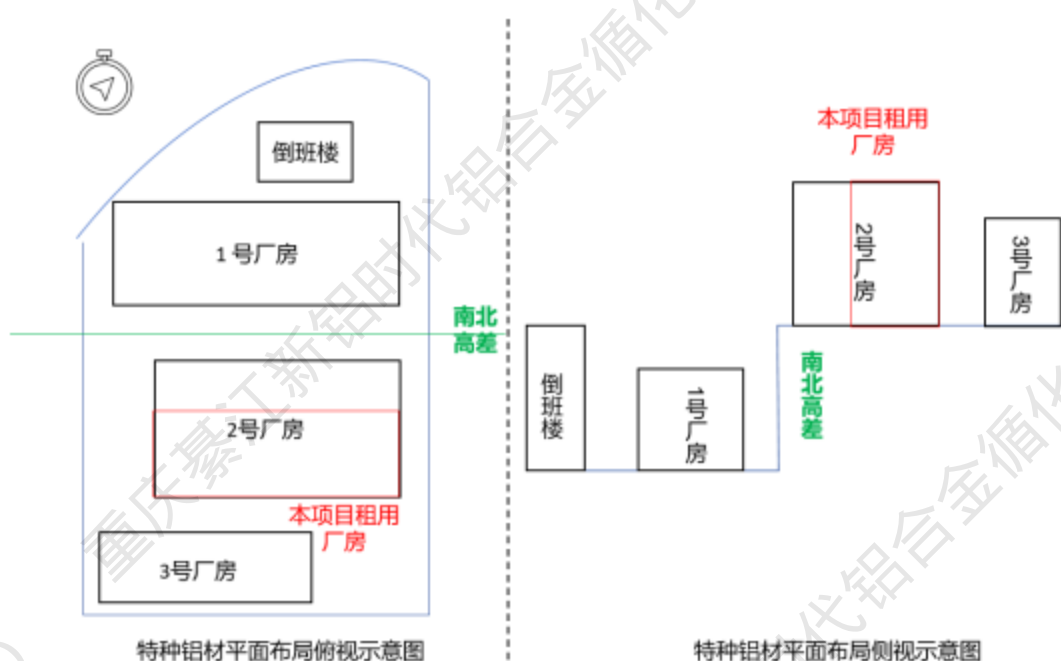 倒班楼
1号厂房
南北
高差
2号厂房
本项目租用
厂房
3号厂房
特种铝材平面布局俯视示意图
本项目租用
厂房
2号厂房
3号厂房
倒班楼
1号厂房
南北高差
特种铝材平面布局侧视示意图
重庆綦江新铝时代铝合金循化
代铝合金循化